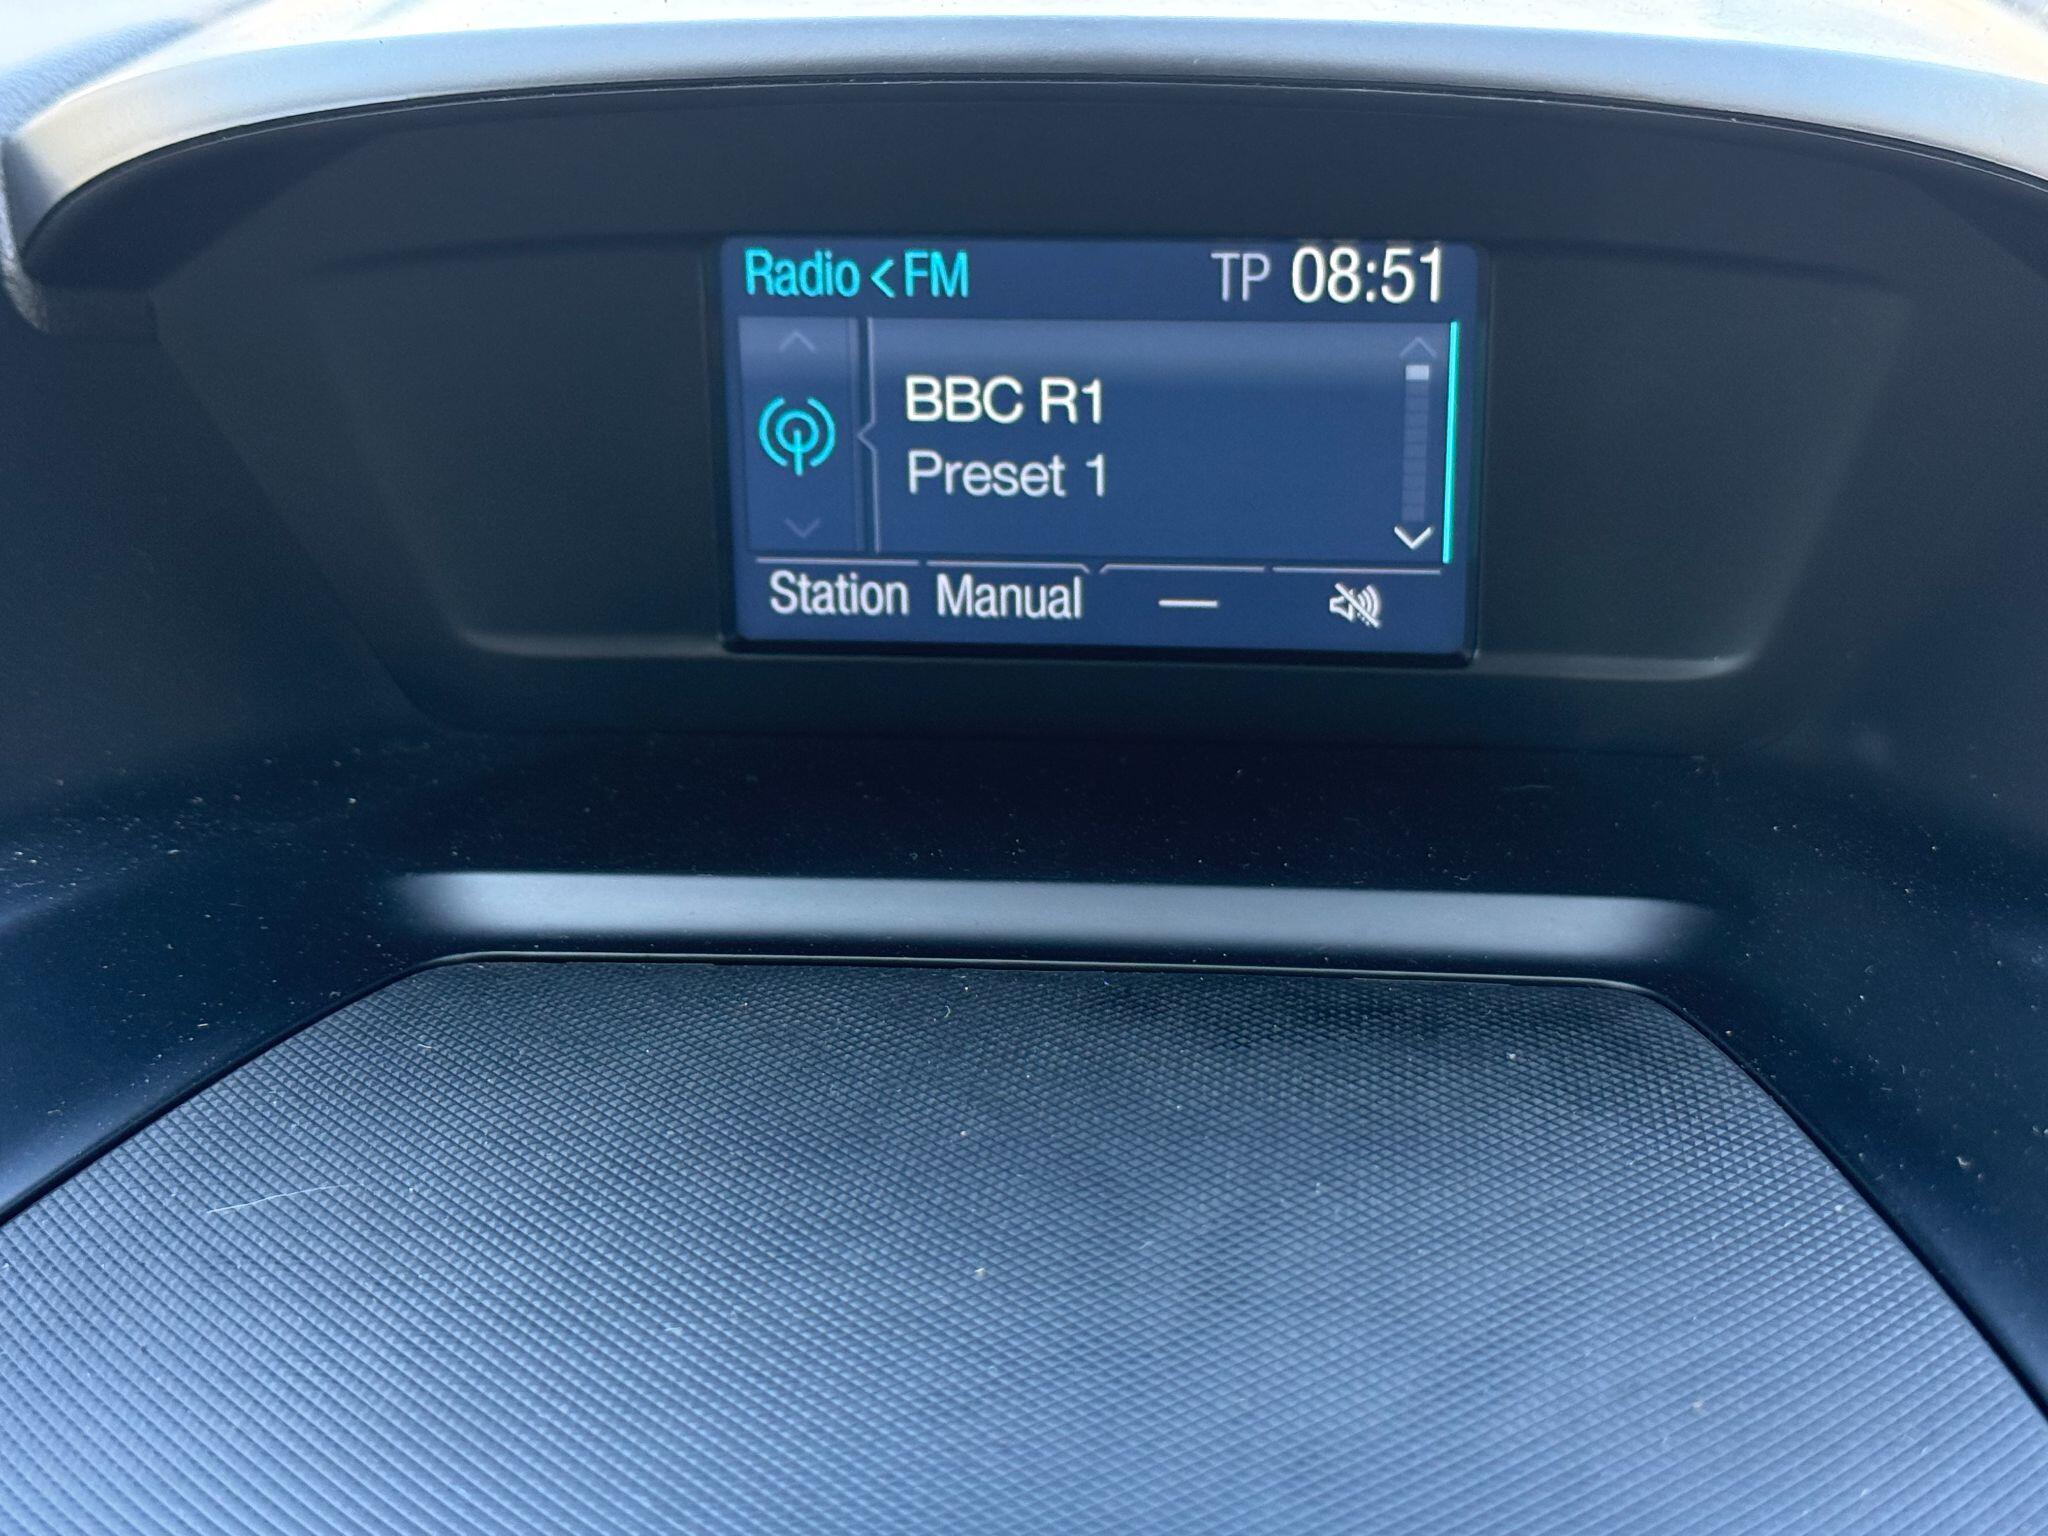 Radio < FM TP 08:51
BBC R1
Preset 1
Station Manual —